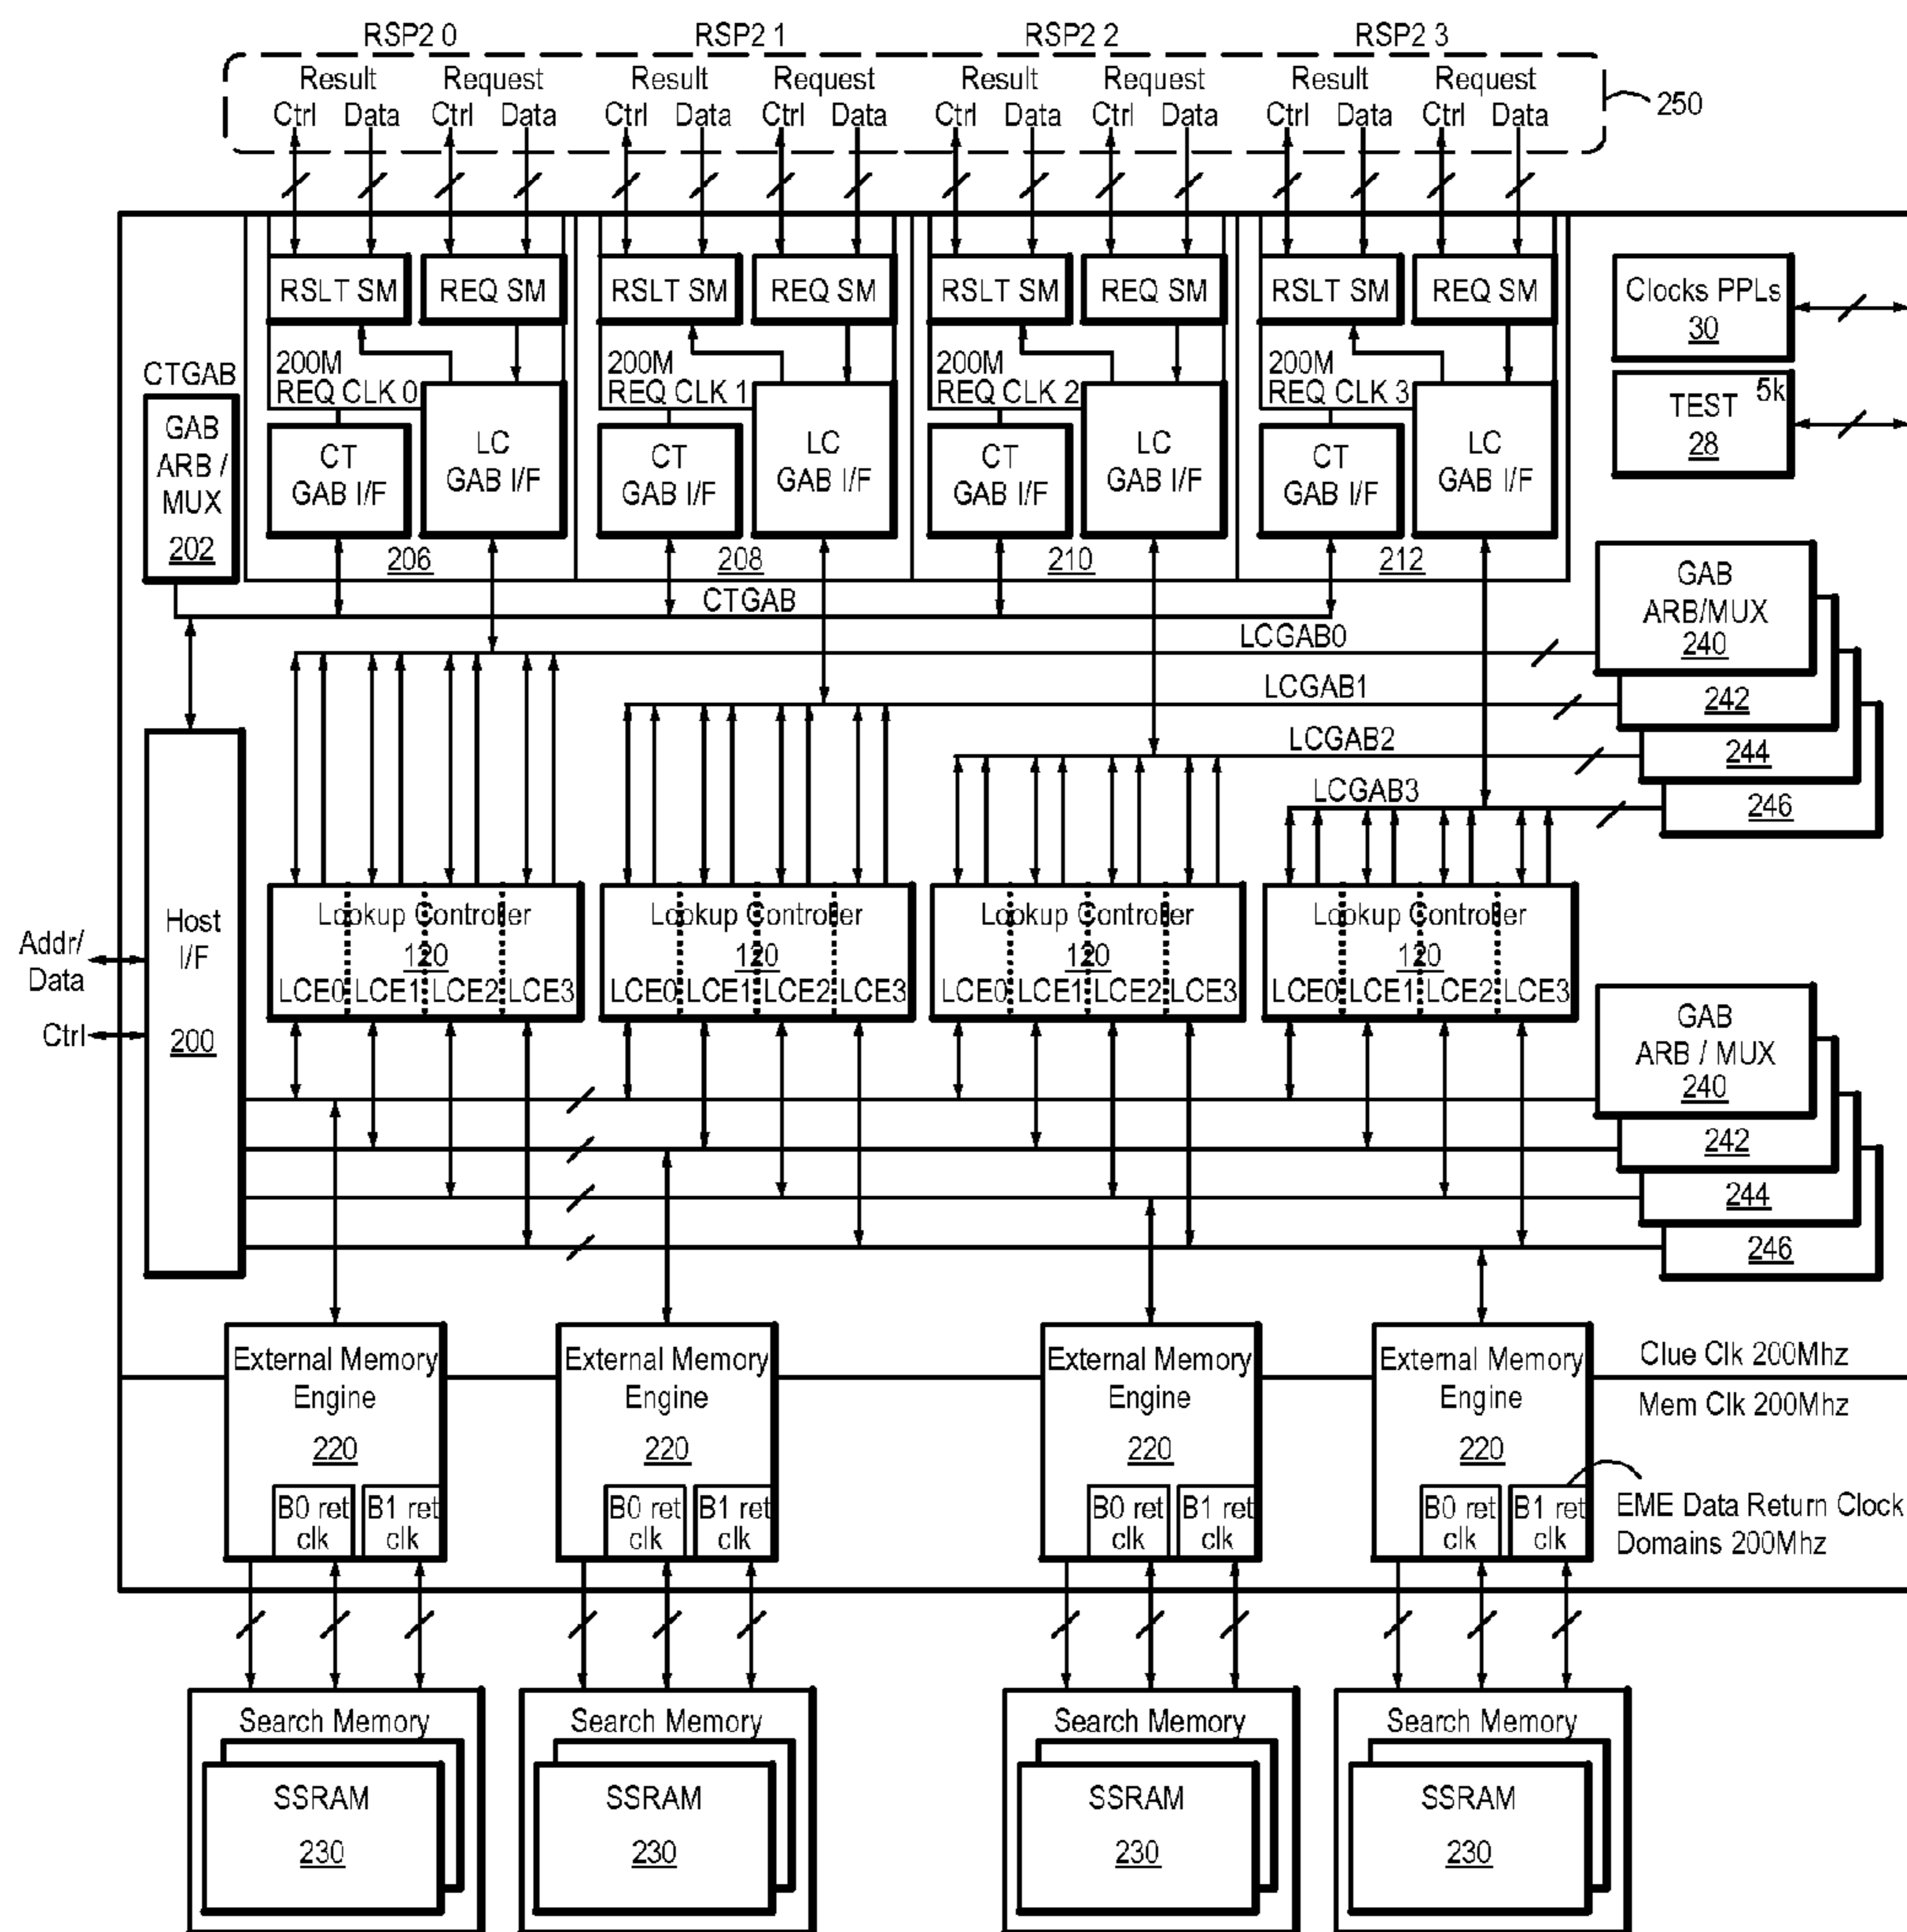 RSP2 0
RSP2 1
RSP2 2
RSP2 3
Result
Request
Result
Request
Result
Request
Result
Request
Ctrl Data Ctrl Data
Ctrl Data Ctrl Data
Ctrl Data Ctrl Data
Ctrl Data Ctrl Data
250
RSLT SM
REQ SM
RSLT SM
REQ SM
RSLT SM
REQ SM
RSLT SM
REQ SM
Clocks PPLs
30
TEST
5k
28
CTGAB
GAB
ARB /
MUX
202
200M
REQ CLK 0
CT
GAB I/F
LC
GAB I/F
206
200M
REQ CLK 1
CT
GAB I/F
LC
GAB I/F
208
200M
REQ CLK 2
CT
GAB I/F
LC
GAB I/F
210
200M
REQ CLK 3
CT
GAB I/F
LC
GAB I/F
212
CTGAB
LCGAB0
LCGAB1
LCGAB2
LCGAB3
GAB
ARB/MUX
240
242
244
246
Host
I/F
200
Addr/
Data
Ctrl
Lookup Controller
120
LCE0 LCE1 LCE2 LCE3
Lookup Controller
120
LCE0 LCE1 LCE2 LCE3
Lookup Controller
120
LCE0 LCE1 LCE2 LCE3
Lookup Controller
120
LCE0 LCE1 LCE2 LCE3
GAB
ARB / MUX
240
242
244
246
External Memory
Engine
220
B0 ret
clk
B1 ret
clk
External Memory
Engine
220
B0 ret
clk
B1 ret
clk
External Memory
Engine
220
B0 ret
clk
B1 ret
clk
External Memory
Engine
220
B0 ret
clk
B1 ret
clk
Clue Clk 200Mhz
Mem Clk 200Mhz
EME Data Return Clock
Domains 200Mhz
Search Memory
SSRAM
230
Search Memory
SSRAM
230
Search Memory
SSRAM
230
Search Memory
SSRAM
230